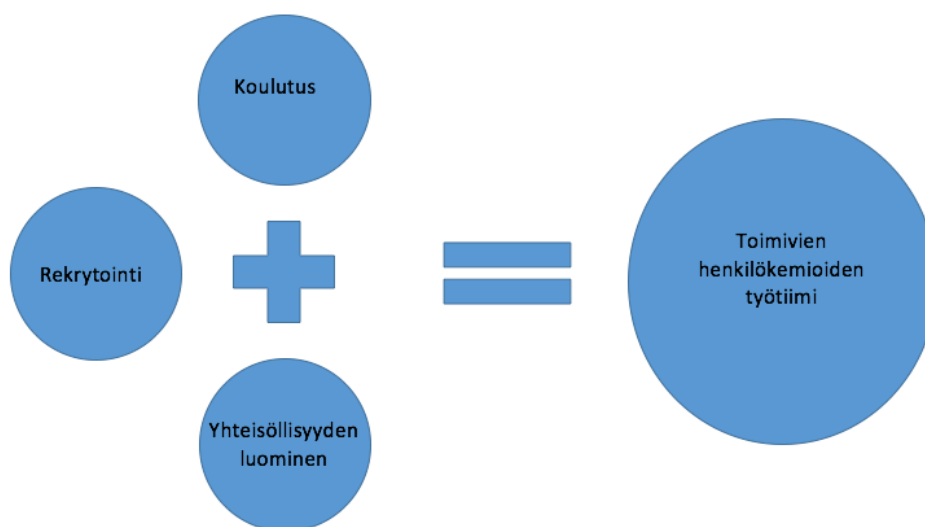 Koulutus
Rekrytointi
Yhteisöllisyyden
luominen
Toimivien
henkilökemioiden
työtiimi